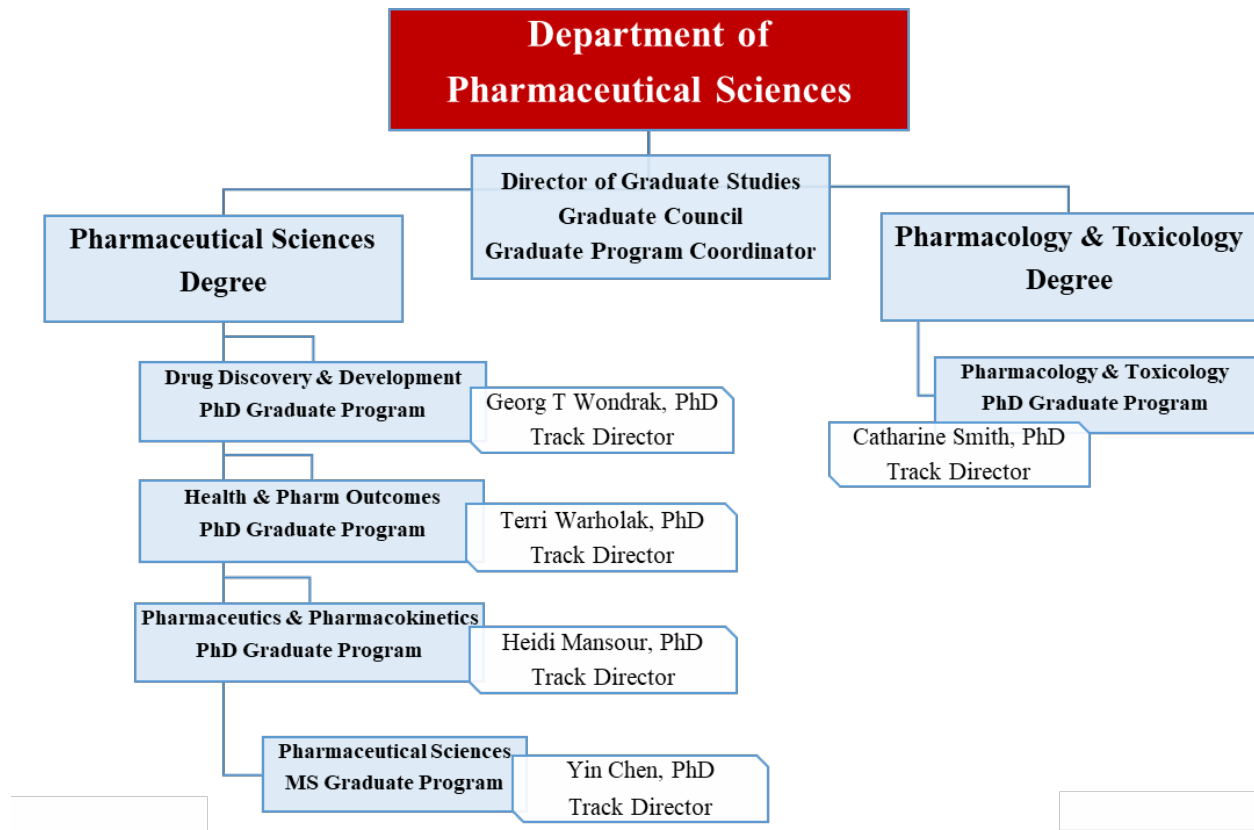 Department of
Pharmaceutical Sciences
Director of Graduate Studies
Graduate Council
Graduate Program Coordinator
Pharmaceutical Sciences
Degree
Pharmacology & Toxicology
Degree
Drug Discovery & Development
PhD Graduate Program
Georg T Wondrak, PhD
Track Director
Health & Pharm Outcomes
PhD Graduate Program
Terri Warholak, PhD
Track Director
Pharmaceutics & Pharmacokinetics
PhD Graduate Program
Heidi Mansour, PhD
Track Director
Pharmaceutical Sciences
MS Graduate Program
Yin Chen, PhD
Track Director
Pharmacology & Toxicology
PhD Graduate Program
Catharine Smith, PhD
Track Director